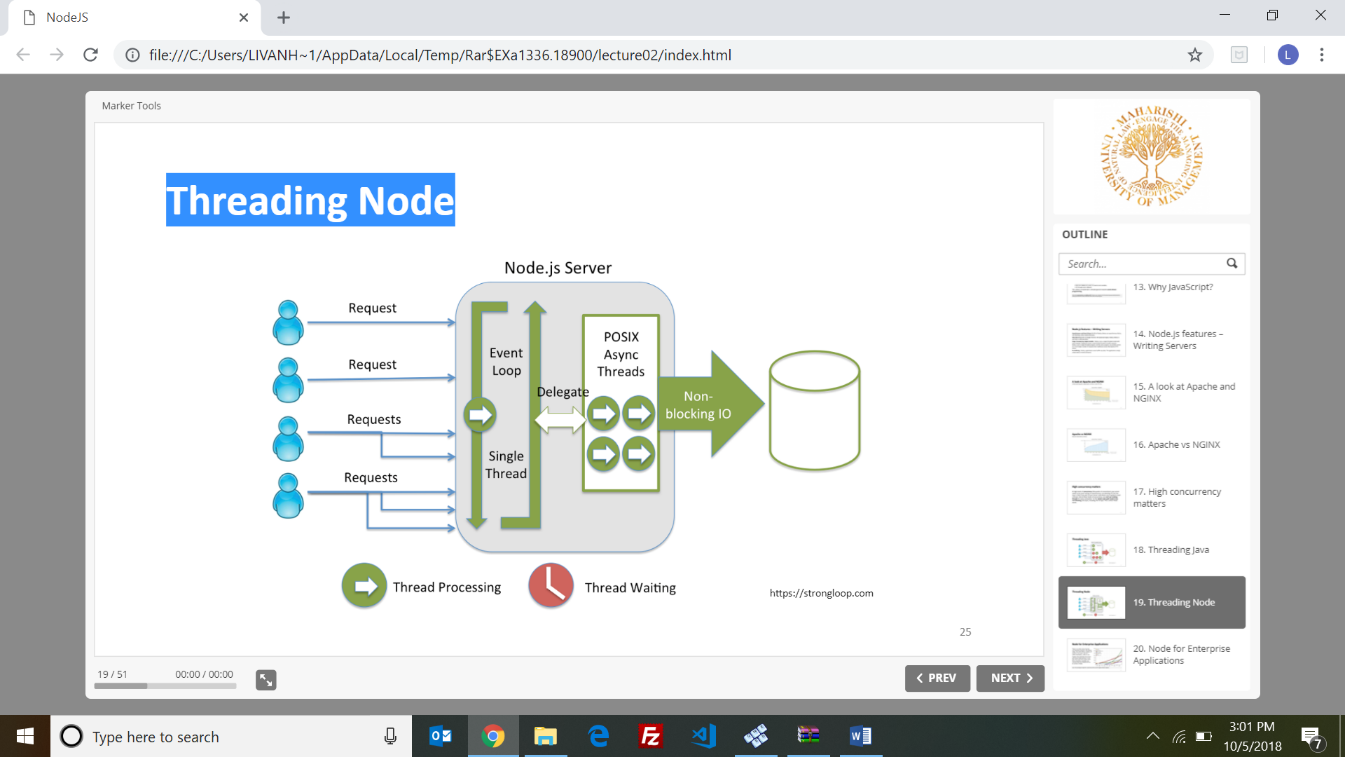 NodeJS
file:///C:/Users/LIVANH~1/AppData/Local/Temp/Rar$EXa1336.18900/lecture02/index.html
L
Marker Tools
Threading Node
Node.js Server
Request
Request
Requests
Requests
Event
Loop
Single
Thread
Delegate
POSIX
Async
Threads
Non-
blocking IO
Thread Processing
Thread Waiting
https://strongloop.com
25
19 / 51
00:00 / 00:00
PREV
NEXT
MAHARISHI
UNIVERSITY OF MANAGEMENT
OUTLINE
Search...
13. Why JavaScript?
14. Node.js features –
Writing Servers
15. A look at Apache and
NGINX
16. Apache vs NGINX
17. High concurrency
matters
18. Threading Java
19. Threading Node
20. Node for Enterprise
Applications
Type here to search
3:01 PM
10/5/2018
7